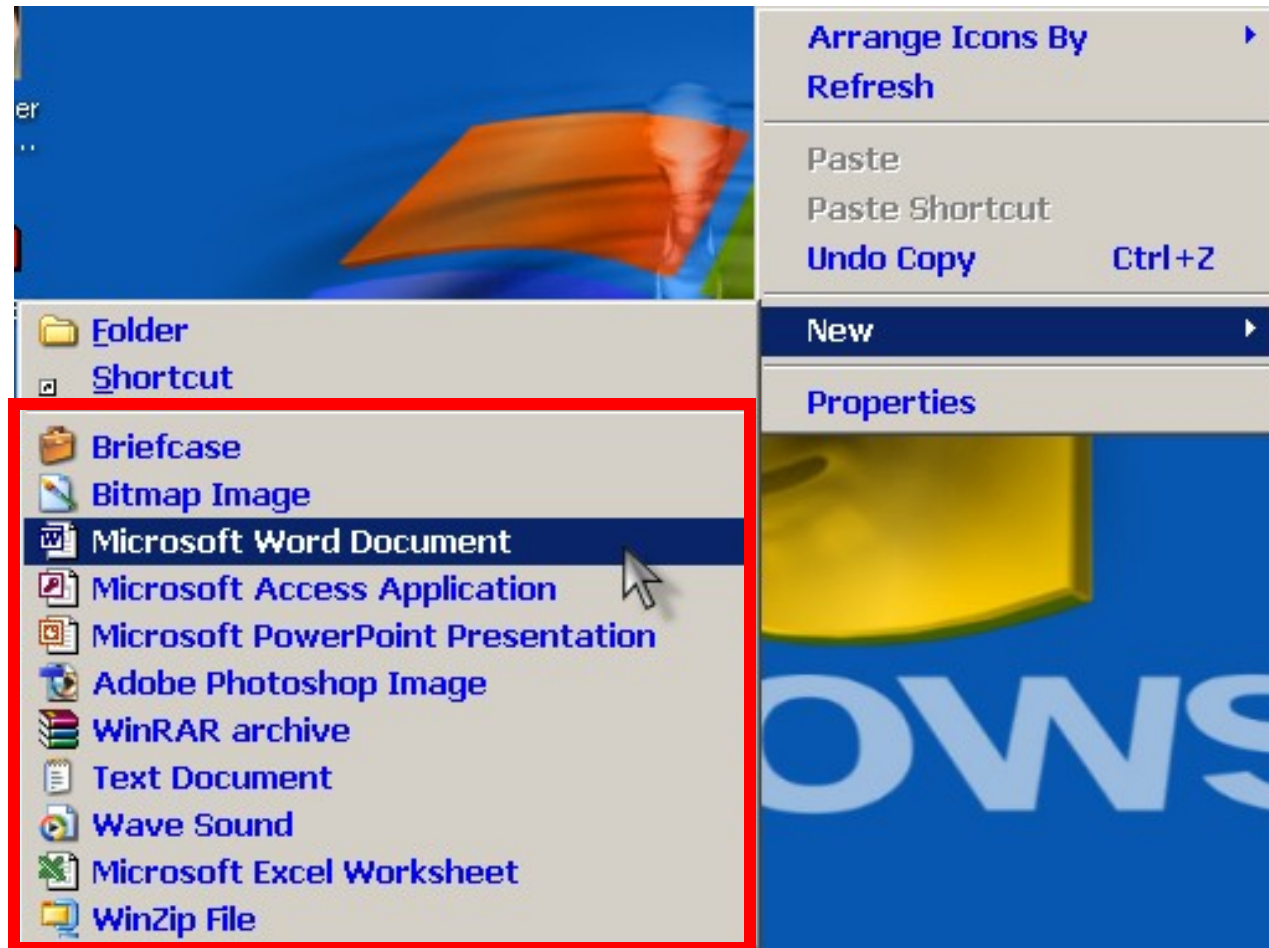 er
..
Arrange Icons By
Refresh
Paste
Paste Shortcut
Undo Copy Ctrl+Z
New
Properties
Folder
Shortcut
Briefcase
Bitmap Image
Microsoft Word Document
Microsoft Access Application
Microsoft PowerPoint Presentation
Adobe Photoshop Image
WinRAR archive
Text Document
Wave Sound
Microsoft Excel Worksheet
WinZip File
OWS